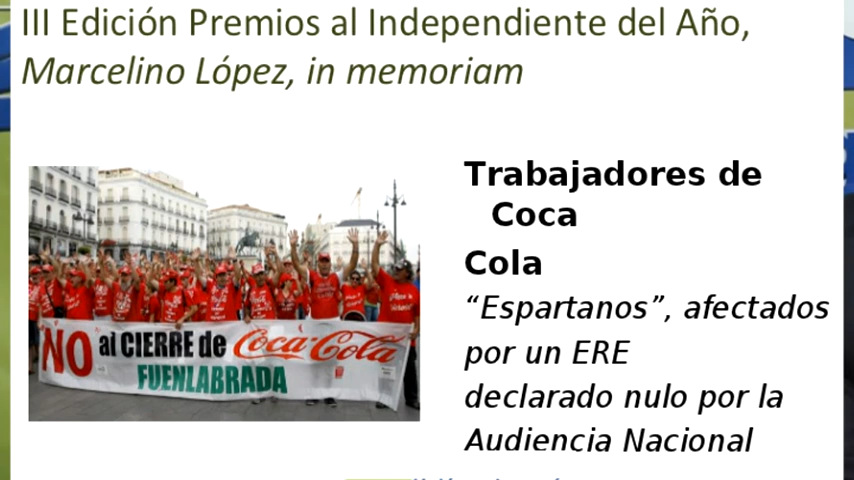 III Edición Premios al Independiente del Año,
Marcelino López, in memoriam
Trabajadores de
Coca
Cola
“Espartanos”, afectados
por un ERE
declarado nulo por la
Audiencia Nacional
NO al CIERRE de Coca-Cola
FUENLABRADA